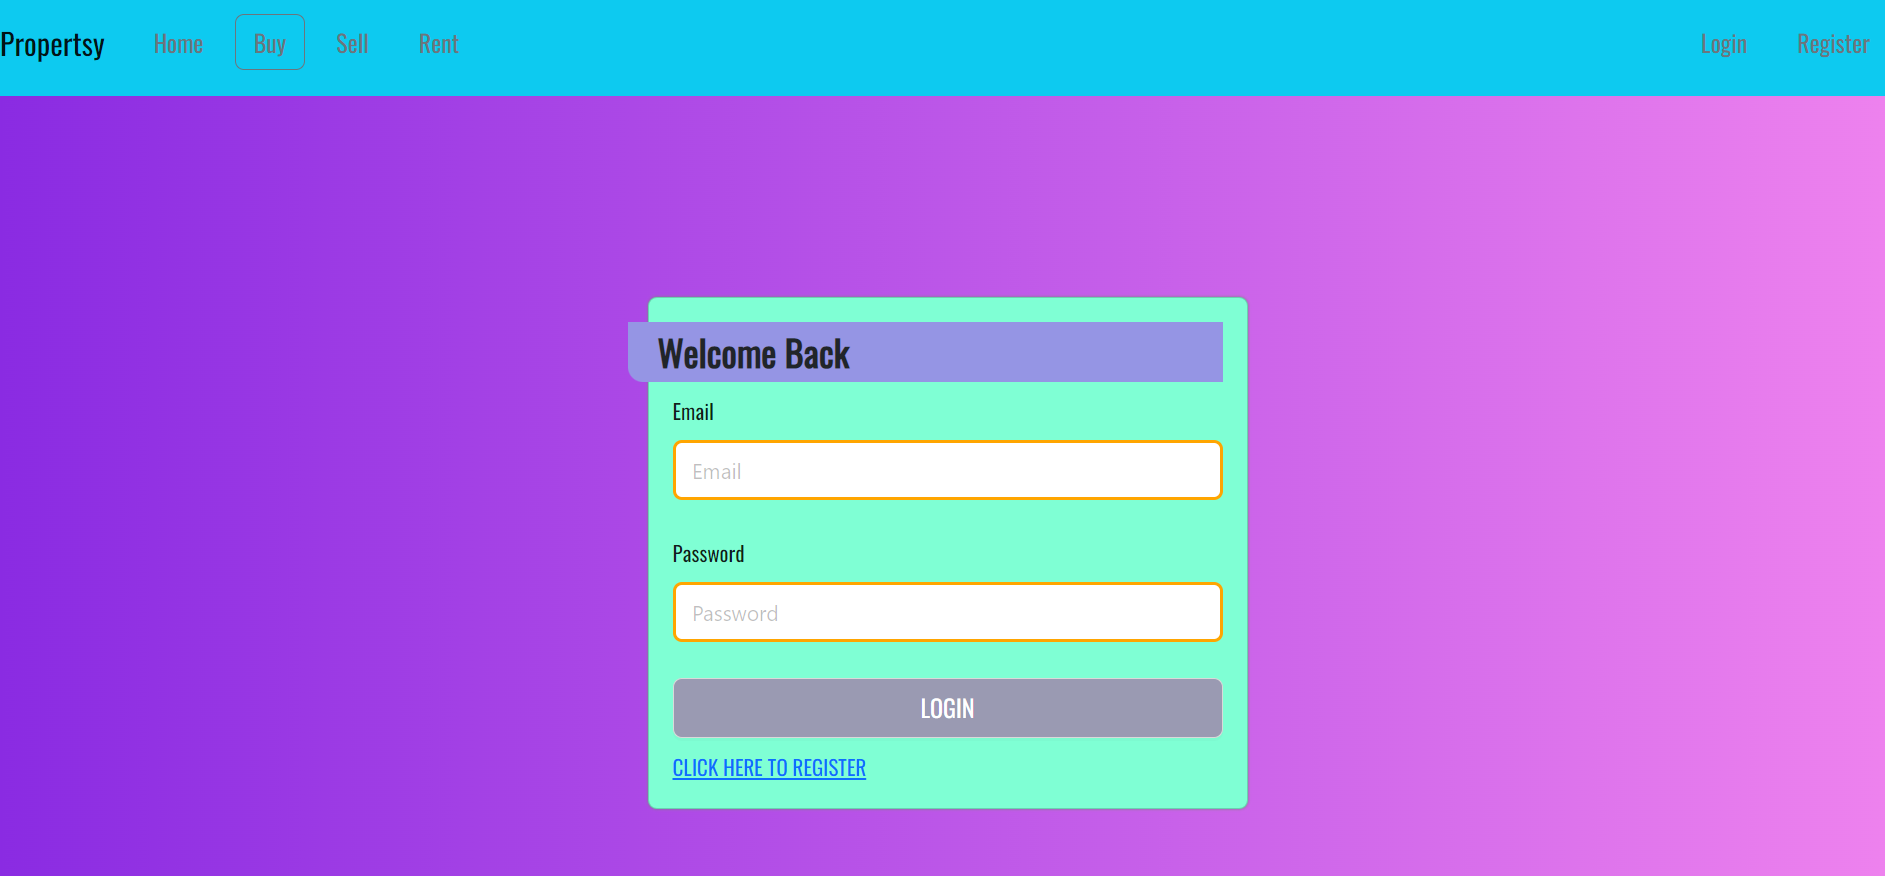 Propertsy Home Buy Sell Rent Login Register
Welcome Back
Email
Email
Password
Password
LOGIN
CLICK HERE TO REGISTER